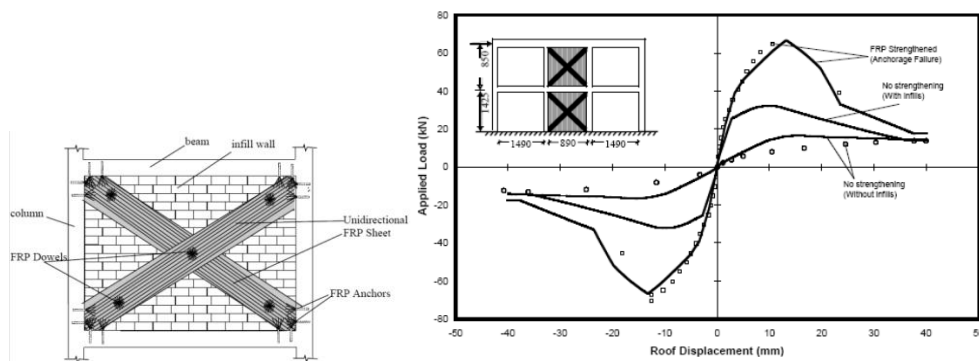 beam
infill wall
column
Unidirectional
FRP Sheet
FRP Dowels
FRP Anchors
Applied Load (kN)
80
60
40
20
0
-20
-40
-60
-80
850
1425
1490
890
1490
FRP Strengthened
(Anchorage Failure)
No strengthening
(With Infills)
No strengthening
(Without Infills)
-50
-40
-30
-20
-10
0
10
20
30
40
50
Roof Displacement (mm)